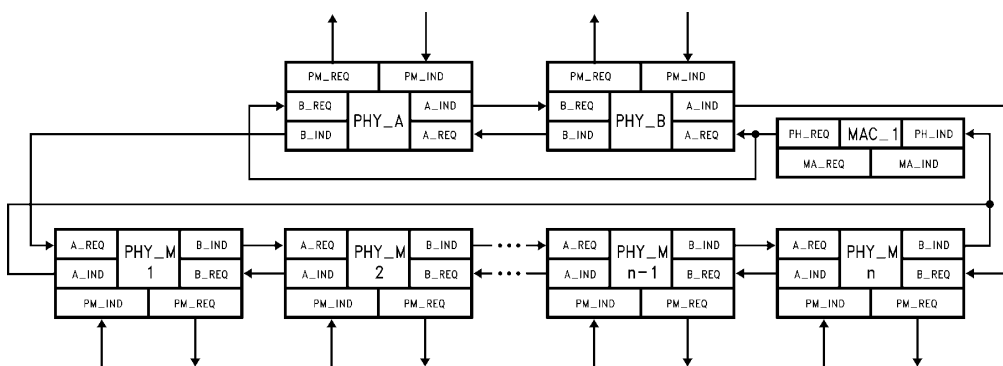 PM_REQ PM_IND
B_REQ PHY_A A_IND
B_IND A_REQ
PM_REQ PM_IND
B_REQ PHY_B A_IND
B_IND A_REQ
PH_REQ MAC_1 PH_IND
MA_REQ MA_IND
A_REQ PHY_M B_IND
A_IND 1 B_REQ
PM_IND PM_REQ
A_REQ PHY_M B_IND
A_IND 2 B_REQ
PM_IND PM_REQ
A_REQ PHY_M B_IND
A_IND n-1 B_REQ
PM_IND PM_REQ
A_REQ PHY_M B_IND
A_IND n B_REQ
PM_IND PM_REQ